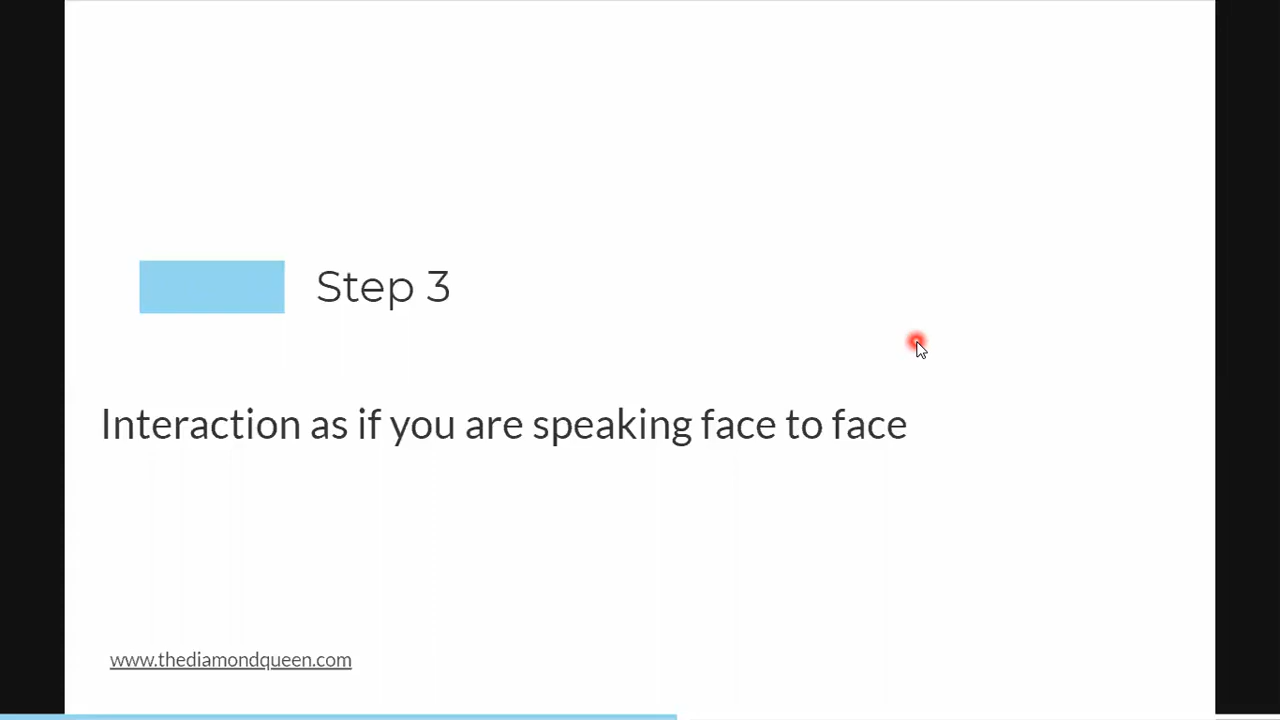 Step 3
Interaction as if you are speaking face to face
www.thediamondqueen.com